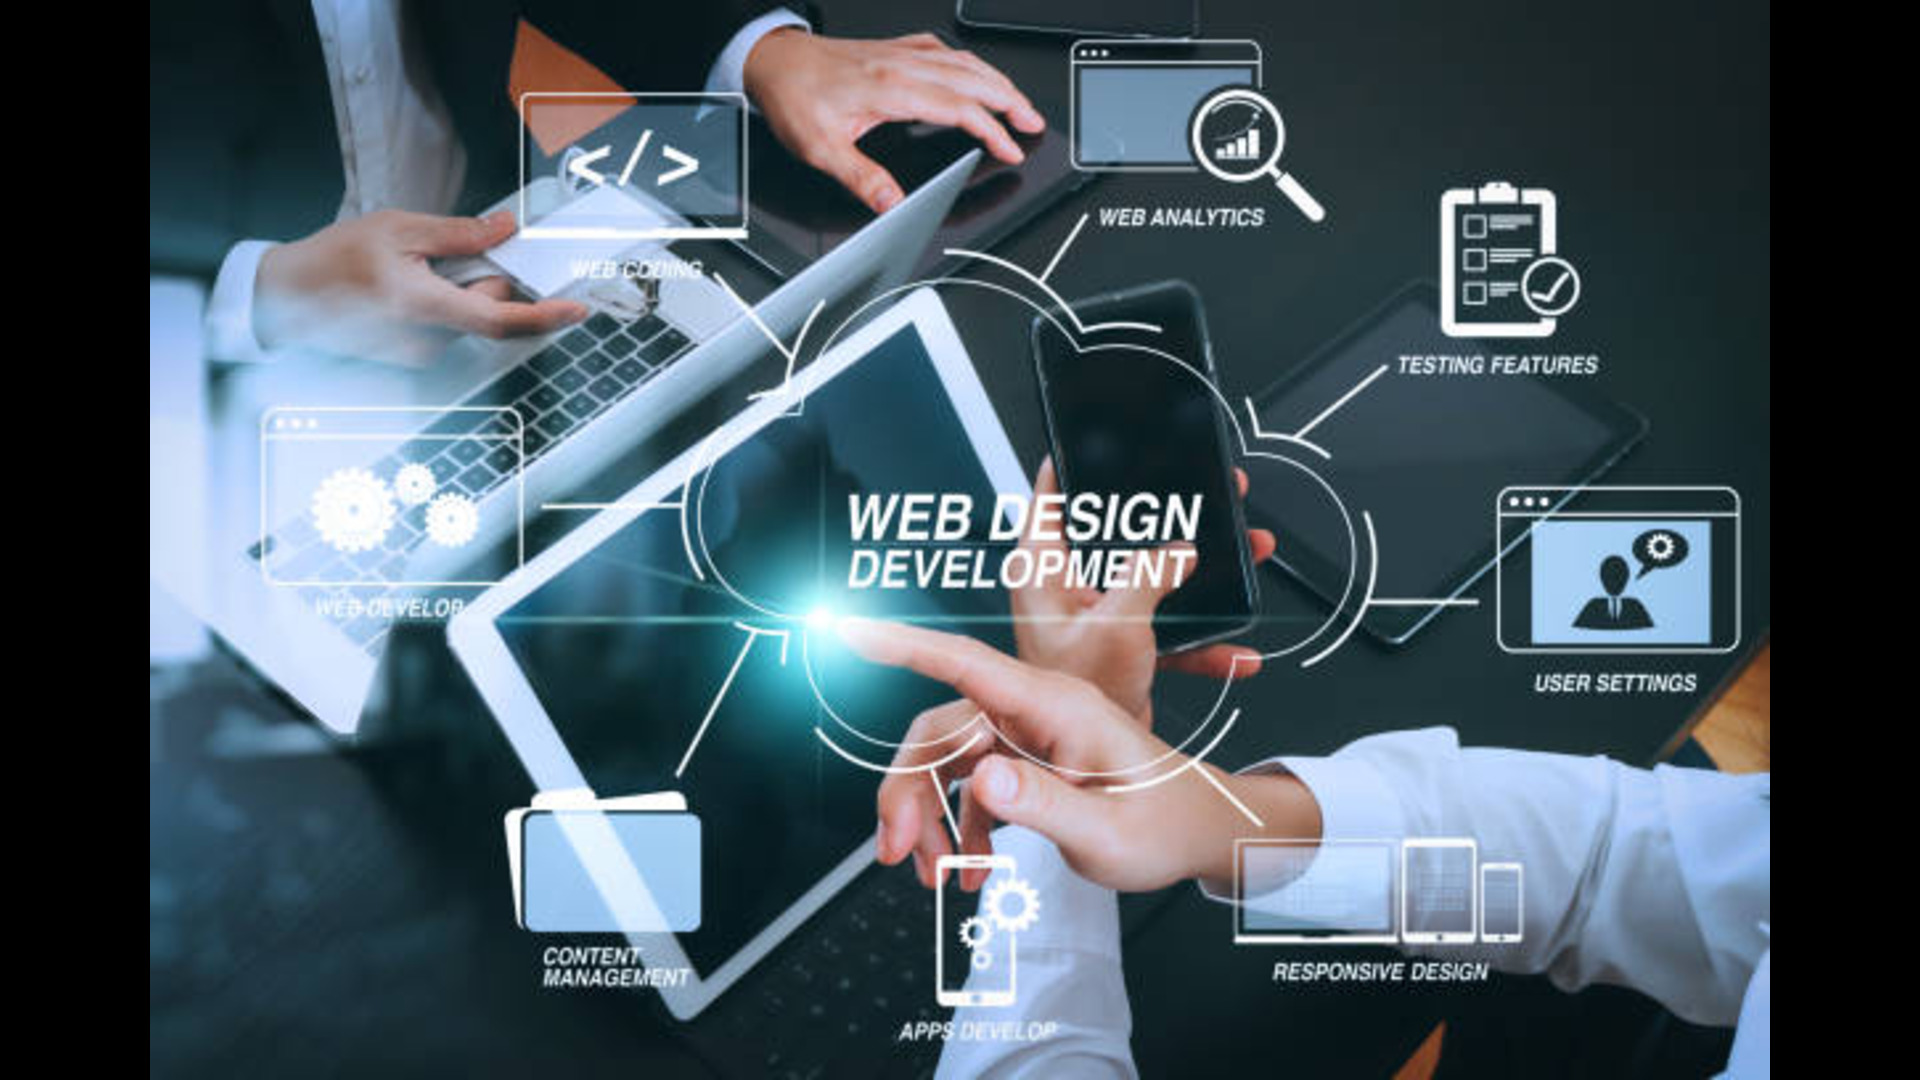 WEB ANALYTICS
WEB CODING
TESTING FEATURES
WEB DESIGN
DEVELOPMENT
WEB DEVELOP
USER SETTINGS
CONTENT
MANAGEMENT
RESPONSIVE DESIGN
APPS DEVELOP